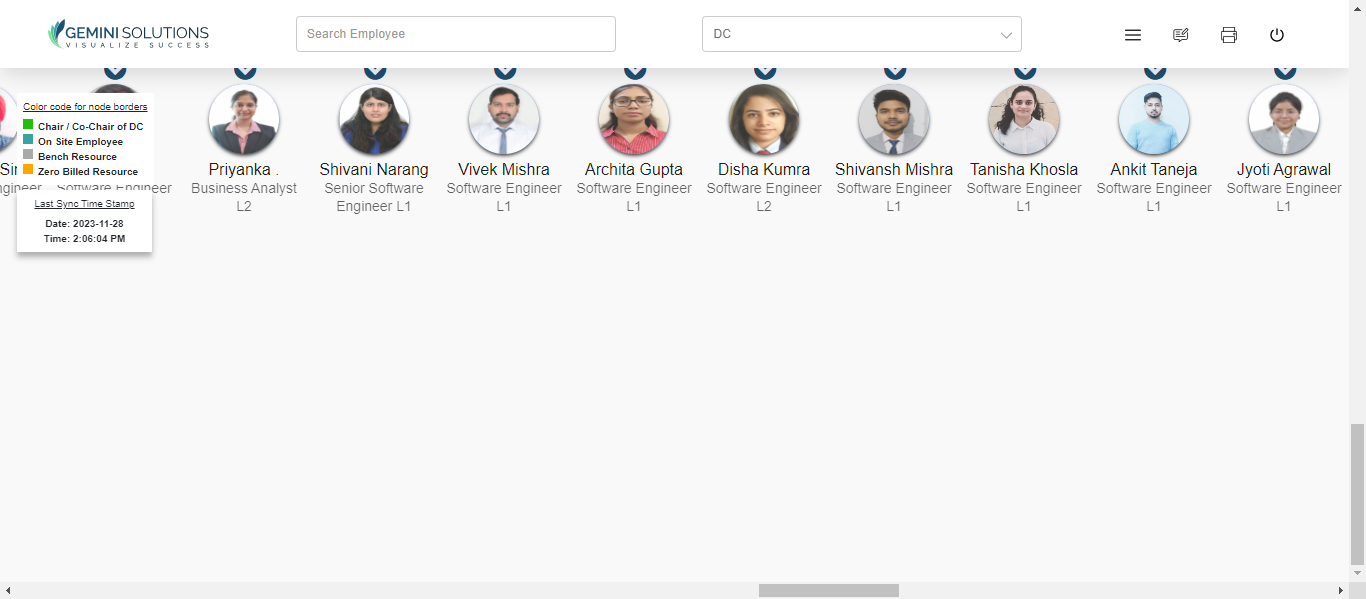 GEMINI SOLUTIONS
VISUALIZE SUCCESS
Search Employee
DC
Color code for node borders
Chair / Co-Chair of DC
On Site Employee
Bench Resource
Zero Billed Resource
Last Sync Time Stamp
Date: 2023-11-28
Time: 2:06:04 PM
Software Engineer
Priyanka .
Business Analyst
L2
Shivani Narang
Senior Software
Engineer L1
Vivek Mishra
Software Engineer
L1
Archita Gupta
Software Engineer
L1
Disha Kumra
Software Engineer
L2
Shivansh Mishra
Software Engineer
L1
Tanisha Khosla
Software Engineer
L1
Ankit Taneja
Software Engineer
L1
Jyoti Agrawal
Software Engineer
L1